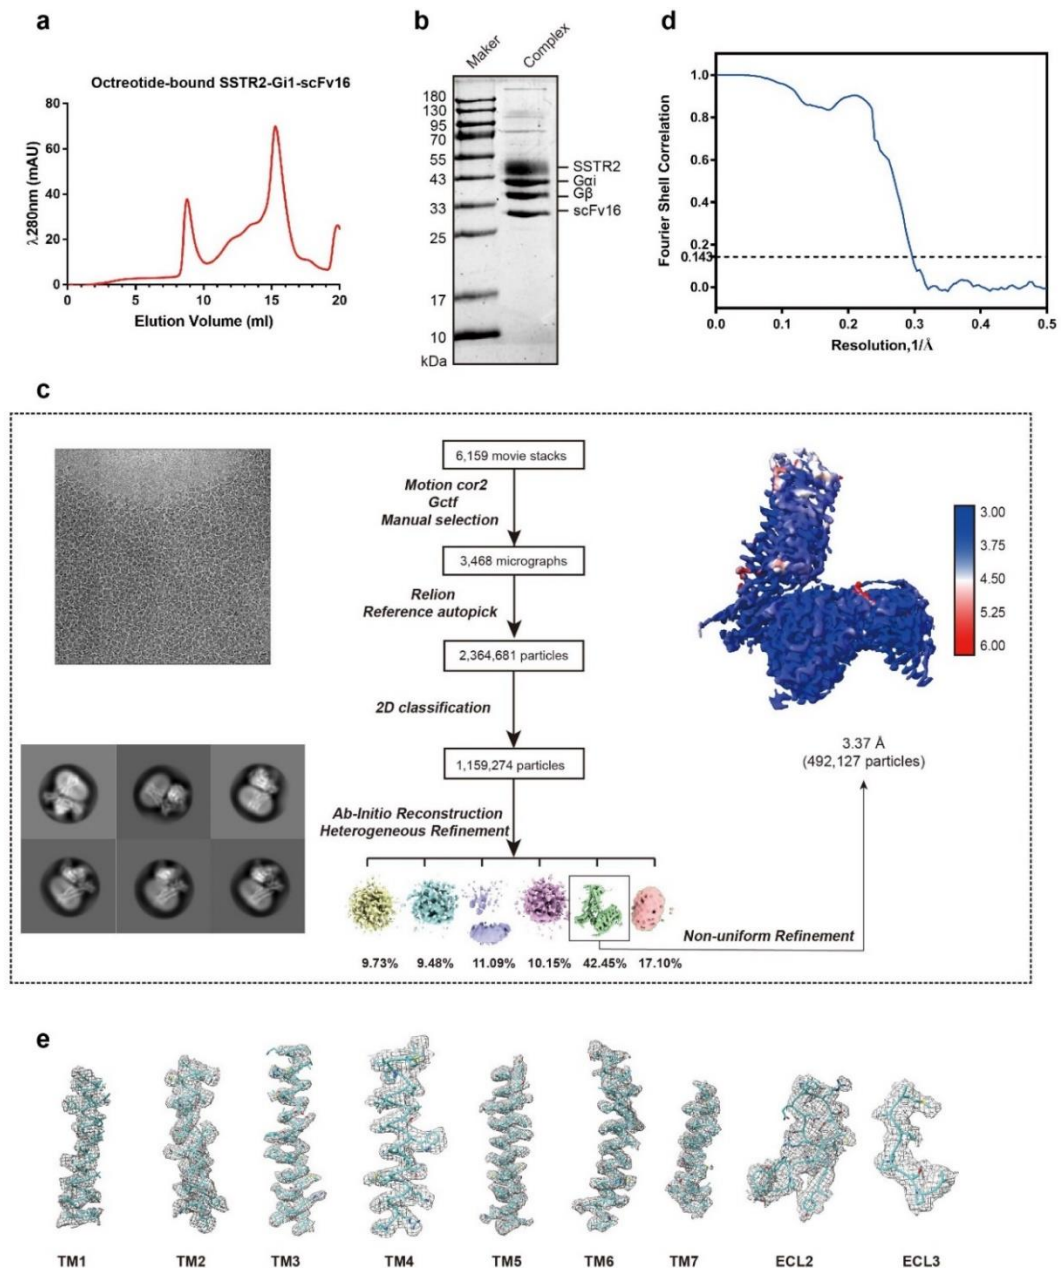 a
Octreotide-bound SSTR2-Gi1-scFv16
80
60
40
20
0
λ280nm (mAU)
0 5 10 15 20
Elution Volume (ml)
b
Maker
Complex
180
130
95
70
55
43
33
25
17
10
kDa
SSTR2
Gαi
Gβ
scFv16
d
1.0
0.8
0.6
0.4
0.2
0.143
0.0
Fourier Shell Correlation
0.0 0.1 0.2 0.3 0.4 0.5
Resolution,1/Å
c
6,159 movie stacks
Motion cor2
Gctf
Manual selection
3,468 micrographs
Relion
Reference autopick
2,364,681 particles
2D classification
1,159,274 particles
Ab-Initio Reconstruction
Heterogeneous Refinement
9.73% 9.48% 11.09% 10.15% 42.45% 17.10%
Non-uniform Refinement
3.37 Å
(492,127 particles)
3.00
3.75
4.50
5.25
6.00
e
TM1 TM2 TM3 TM4 TM5 TM6 TM7 ECL2 ECL3